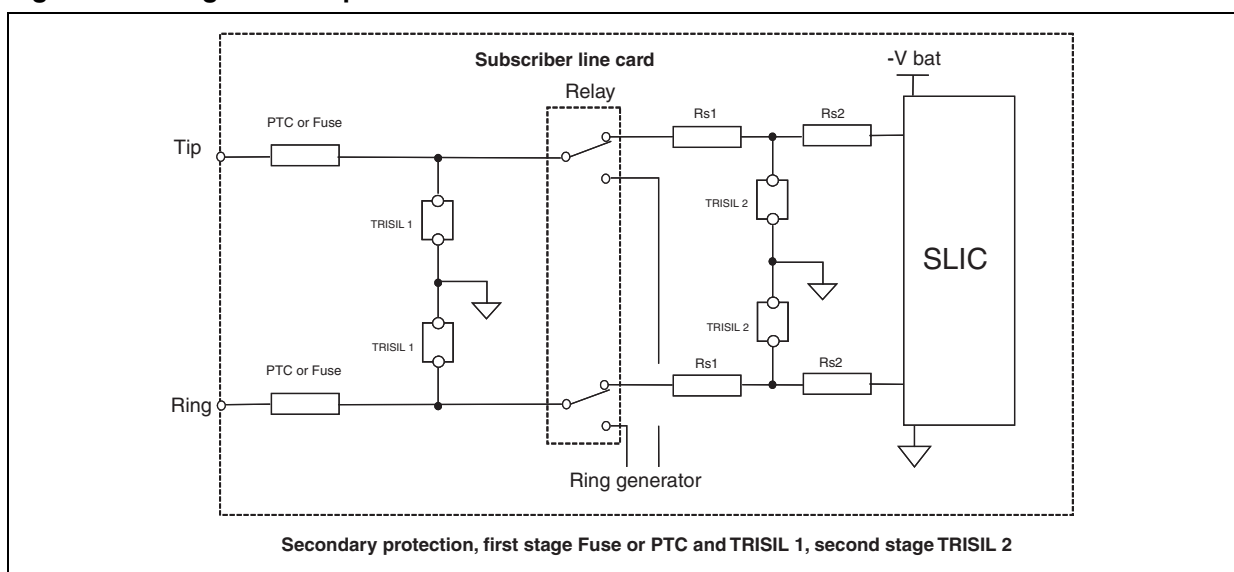 Subscriber line card
-V bat
Relay
PTC or Fuse
Rs1
Rs2
Tip
TRISIL 1
TRISIL 2
SLIC
TRISIL 1
TRISIL 2
PTC or Fuse
Rs1
Rs2
Ring
Ring generator
Secondary protection, first stage Fuse or PTC and TRISIL 1, second stage TRISIL 2